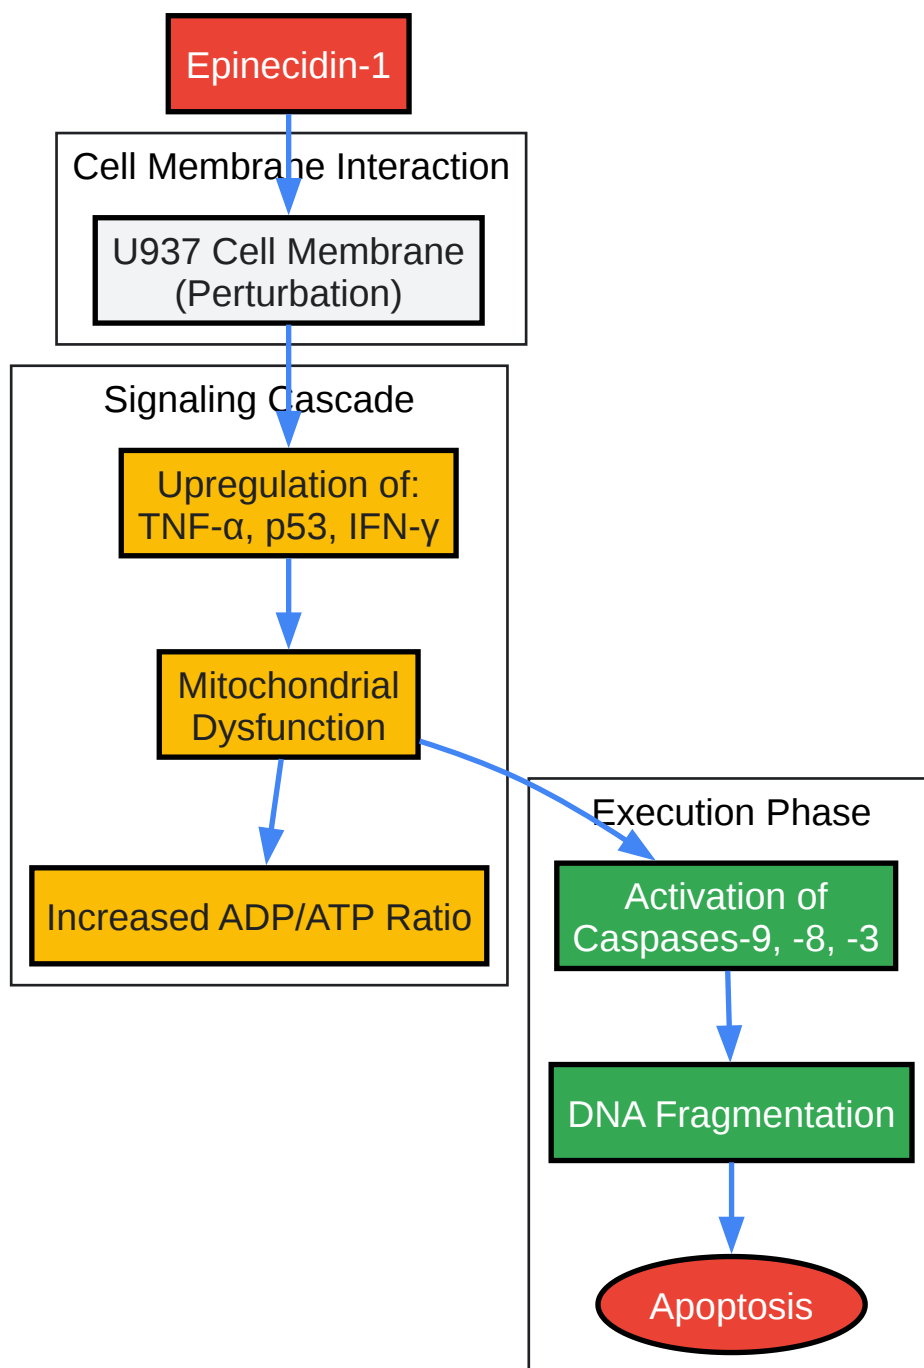 Epinecidin-1
Cell Membrane Interaction
U937 Cell Membrane
(Perturbation)
Signaling Cascade
Upregulation of:
TNF-α, p53, IFN-γ
Mitochondrial
Dysfunction
Increased ADP/ATP Ratio
Execution Phase
Activation of
Caspases-9, -8, -3
DNA Fragmentation
Apoptosis